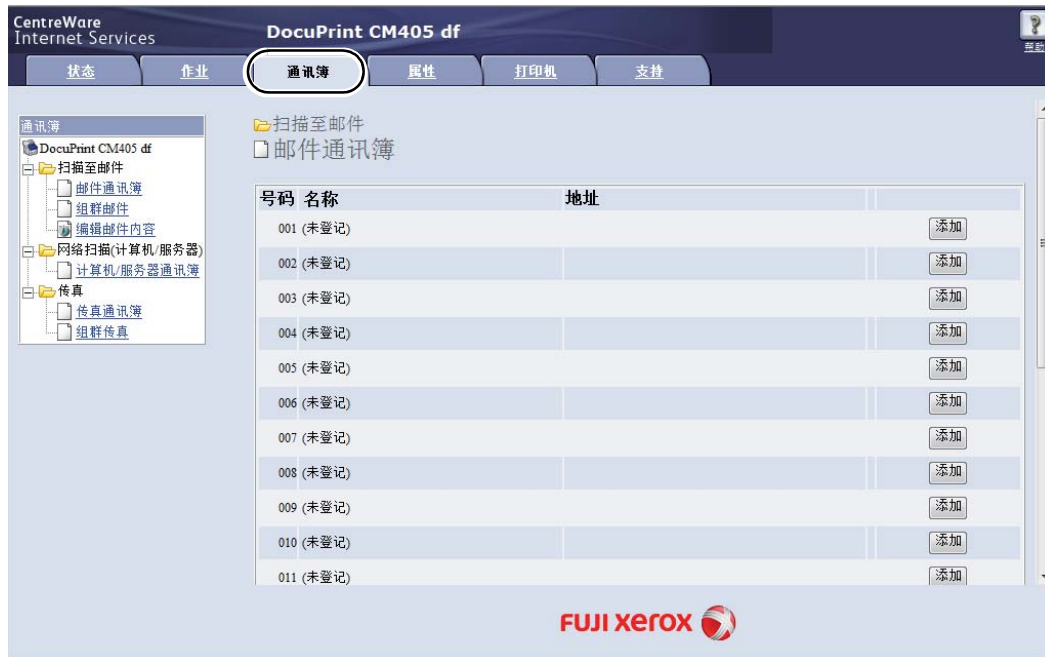 CentreWare
Internet Services
DocuPrint CM405 df
?
帮助
状态
作业
通讯簿
属性
打印机
支持
通讯簿
DocuPrint CM405 df
扫描至邮件
邮件通讯簿
组群邮件
编辑邮件内容
网络扫描(计算机/服务器)
计算机/服务器通讯簿
传真
传真通讯簿
组群传真
扫描至邮件
邮件通讯簿
号码 名称 地址
001 (未登记) 添加
002 (未登记) 添加
003 (未登记) 添加
004 (未登记) 添加
005 (未登记) 添加
006 (未登记) 添加
007 (未登记) 添加
008 (未登记) 添加
009 (未登记) 添加
010 (未登记) 添加
011 (未登记) 添加
FUJI xerox